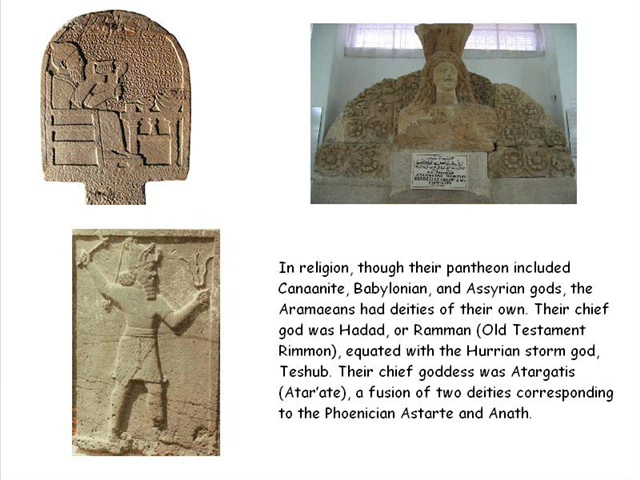 In religion, though their pantheon included
Canaanite, Babylonian, and Assyrian gods, the
Aramaeans had deities of their own. Their chief
god was Hadad, or Ramman (Old Testament
Rimmon), equated with the Hurrian storm god,
Teshub. Their chief goddess was Atargatis
(Atar’ate), a fusion of two deities corresponding
to the Phoenician Astarte and Anath.